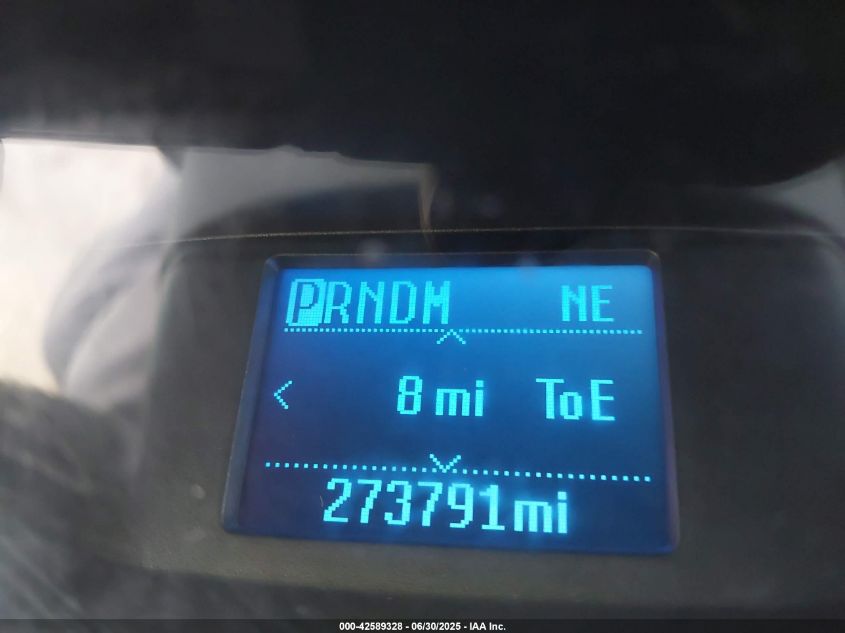 PRNDM NE
< 8 mi ToE
273791mi
000-42589328 - 06/30/2025 - IAA Inc.